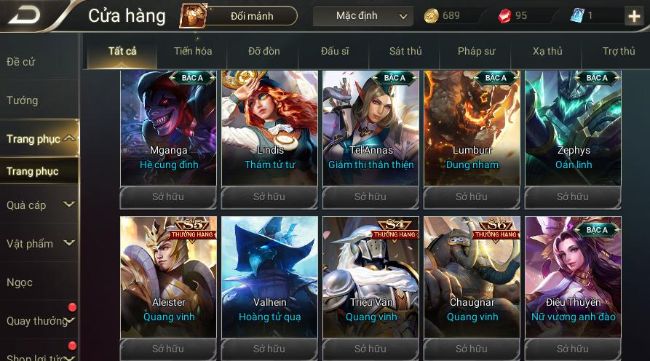 Cửa hàng
Đổi mảnh
Mặc định
689
95
1
Tất cả
Tiến hóa
Đỡ đòn
Đấu sĩ
Sát thủ
Pháp sư
Xạ thủ
Trợ thủ
Đề cử
Tướng
Trang phục
Trang phục
Quà cáp
Vật phẩm
Ngọc
Quay thưởng
Shop lợi tức
Mganga
Hề cung đình
Sở hữu
BẬC A
Lindis
Thám tử tư
Sở hữu
BẬC A
Tel'Annas
Giám thị thân thiện
Sở hữu
BẬC A
Lumburr
Dung nham
Sở hữu
BẬC A
Zephys
Oán linh
Sở hữu
S5
THƯỞNG HẠNG
Aleister
Quang vinh
Sở hữu
Valhein
Hoàng tử quạ
Sở hữu
S4
THƯỞNG HẠNG
Triệu Vân
Quang vinh
Sở hữu
S6
THƯỞNG HẠNG
Chaugnar
Quang vinh
Sở hữu
BẬC A
Điêu Thuyền
Nữ vương anh đào
Sở hữu